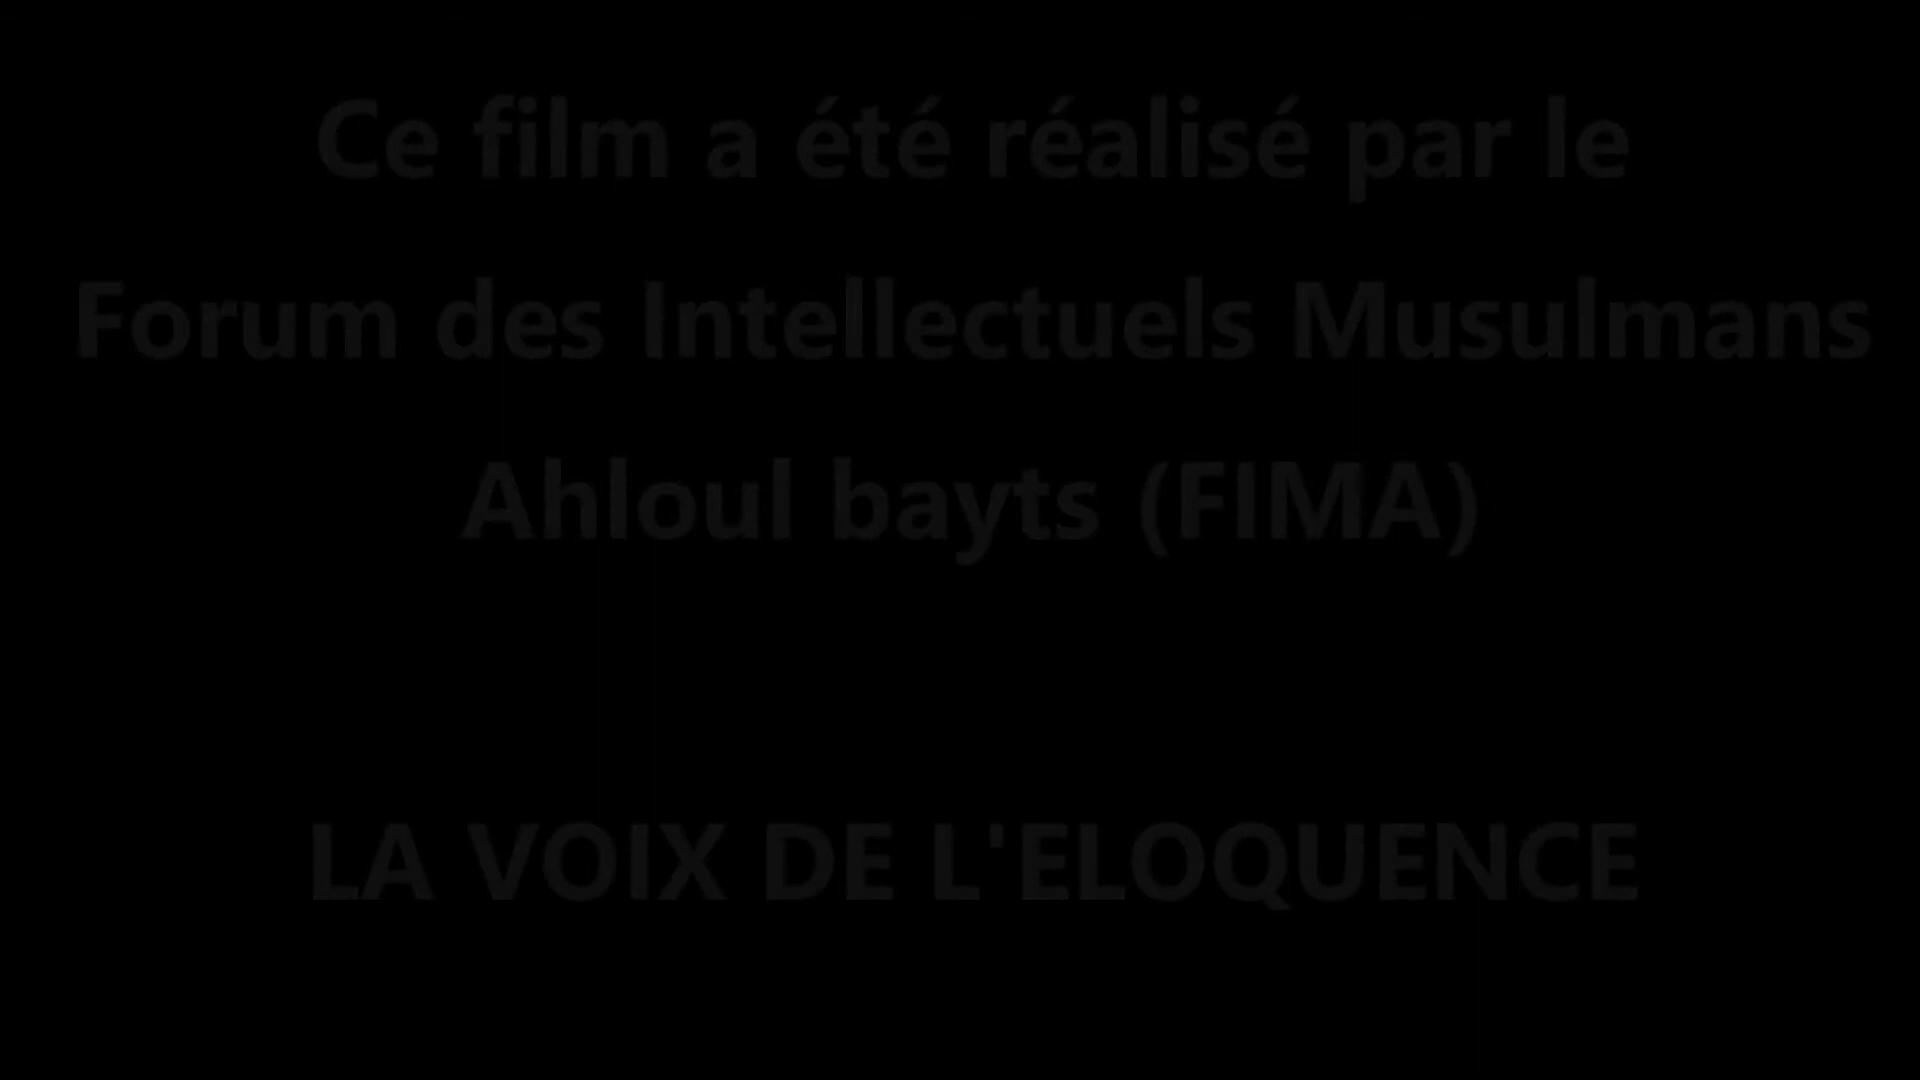 Ce film a été réalisé par le
Forum des Intellectuels Musulmans
Ahloul bayts (FIMA)
LA VOIX DE L'ELOQUENCE